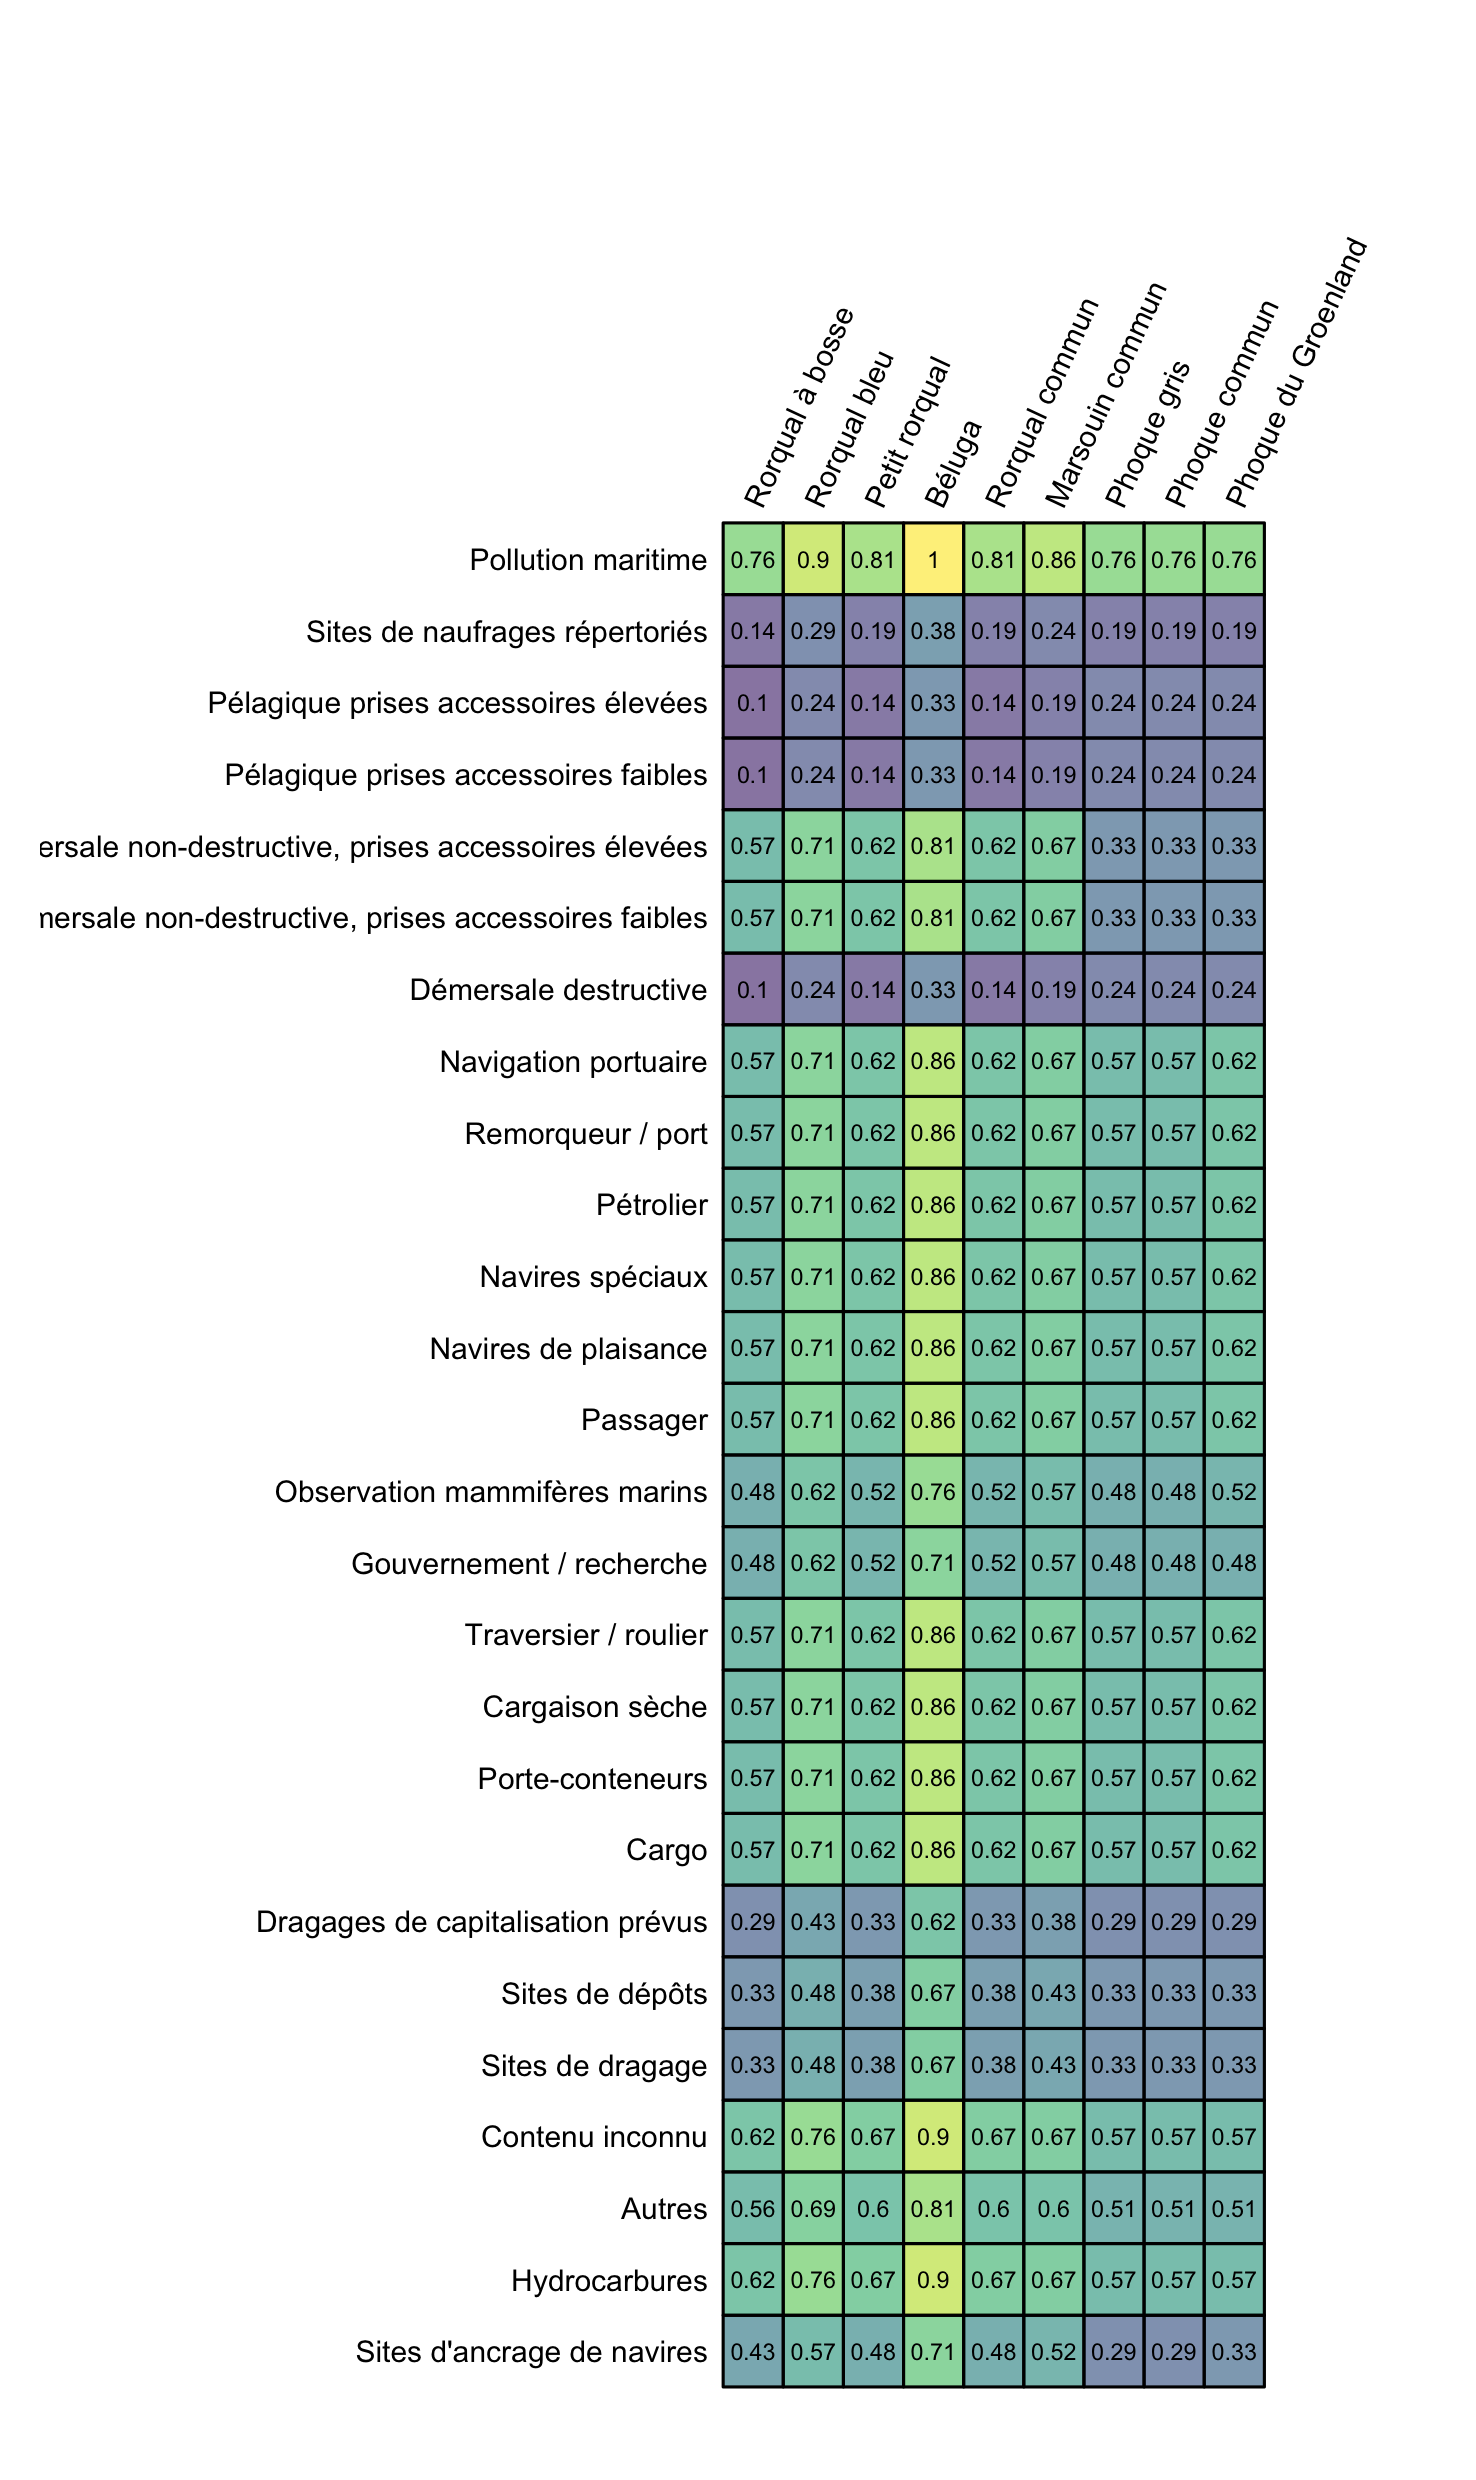 Rorqual à bosse
Rorqual bleu
Petit rorqual
Béluga
Rorqual commun
Marsouin commun
Phoque gris
Phoque commun
Phoque du Groenland
Pollution maritime 0.76 0.9 0.81 1 0.81 0.86 0.76 0.76 0.76
Sites de naufrages répertoriés 0.14 0.29 0.19 0.38 0.19 0.24 0.19 0.19 0.19
Pélagique prises accessoires élevées 0.1 0.24 0.14 0.33 0.14 0.19 0.24 0.24 0.24
Pélagique prises accessoires faibles 0.1 0.24 0.14 0.33 0.14 0.19 0.24 0.24 0.24
ersale non-destructive, prises accessoires élevées 0.57 0.71 0.62 0.81 0.62 0.67 0.33 0.33 0.33
mersale non-destructive, prises accessoires faibles 0.57 0.71 0.62 0.81 0.62 0.67 0.33 0.33 0.33
Démersale destructive 0.1 0.24 0.14 0.33 0.14 0.19 0.24 0.24 0.24
Navigation portuaire 0.57 0.71 0.62 0.86 0.62 0.67 0.57 0.57 0.62
Remorqueur / port 0.57 0.71 0.62 0.86 0.62 0.67 0.57 0.57 0.62
Pétrolier 0.57 0.71 0.62 0.86 0.62 0.67 0.57 0.57 0.62
Navires spéciaux 0.57 0.71 0.62 0.86 0.62 0.67 0.57 0.57 0.62
Navires de plaisance 0.57 0.71 0.62 0.86 0.62 0.67 0.57 0.57 0.62
Passager 0.57 0.71 0.62 0.86 0.62 0.67 0.57 0.57 0.62
Observation mammifères marins 0.48 0.62 0.52 0.76 0.52 0.57 0.48 0.48 0.52
Gouvernement / recherche 0.48 0.62 0.52 0.71 0.52 0.57 0.48 0.48 0.48
Traversier / roulier 0.57 0.71 0.62 0.86 0.62 0.67 0.57 0.57 0.62
Cargaison sèche 0.57 0.71 0.62 0.86 0.62 0.67 0.57 0.57 0.62
Porte-conteneurs 0.57 0.71 0.62 0.86 0.62 0.67 0.57 0.57 0.62
Cargo 0.57 0.71 0.62 0.86 0.62 0.67 0.57 0.57 0.62
Dragages de capitalisation prévus 0.29 0.43 0.33 0.62 0.33 0.38 0.29 0.29 0.29
Sites de dépôts 0.33 0.48 0.38 0.67 0.38 0.43 0.33 0.33 0.33
Sites de dragage 0.33 0.48 0.38 0.67 0.38 0.43 0.33 0.33 0.33
Contenu inconnu 0.62 0.76 0.67 0.9 0.67 0.67 0.57 0.57 0.57
Autres 0.56 0.69 0.6 0.81 0.6 0.6 0.51 0.51 0.51
Hydrocarbures 0.62 0.76 0.67 0.9 0.67 0.67 0.57 0.57 0.57
Sites d'ancrage de navires 0.43 0.57 0.48 0.71 0.48 0.52 0.29 0.29 0.33